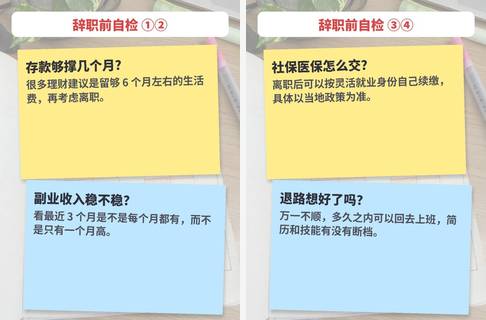 辞职前自检 ①②
存款够撑几个月?
很多理财建议是留够 6 个月左右的生活
费，再考虑离职。
副业收入稳不稳?
看最近 3 个月是不是每个月都有，而不
是只有一个月高。
辞职前自检 ③④
社保医保怎么交?
离职后可以按灵活就业身份自己续缴，
具体以当地政策为准。
退路想好了吗?
万一不顺，多久之内可以回去上班，简
历和技能有没有断档。